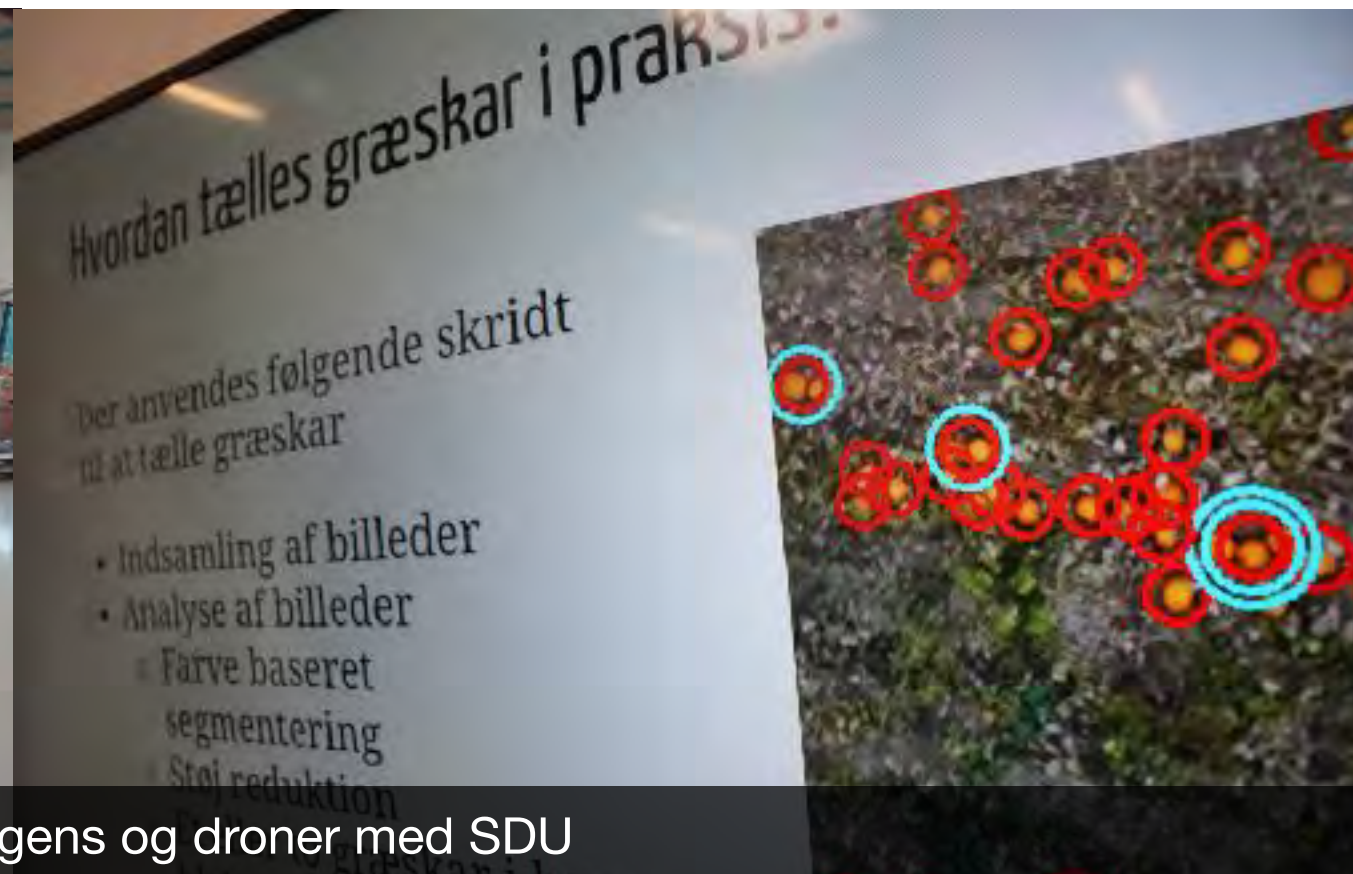 Hvordan tælles græskar i praksis?
Der anvendes følgende skridt
til at tælle græskar
• Indsamling af billeder
• Analyse af billeder
Farve baseret
segmentering
Støj reduktion
græskar i
gens og droner med SDU